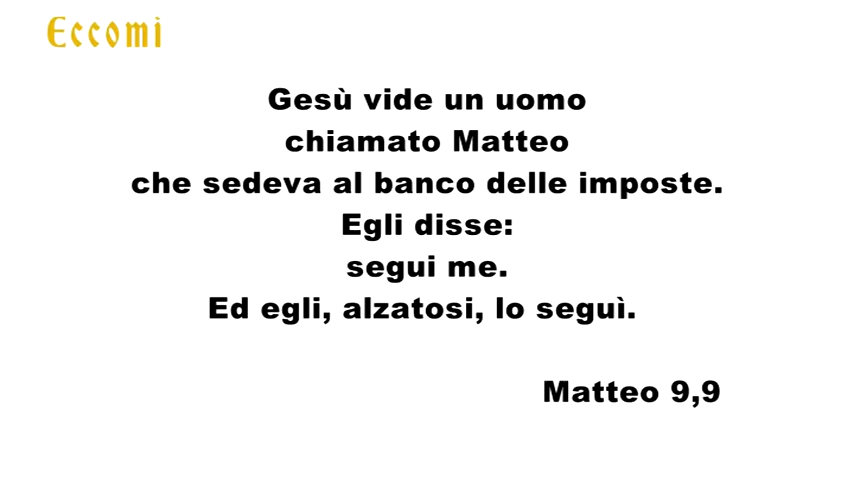 Eccomi
Gesù vide un uomo
chiamato Matteo
che sedeva al banco delle imposte.
Egli disse:
segui me.
Ed egli, alzatosi, lo seguì.
Matteo 9,9